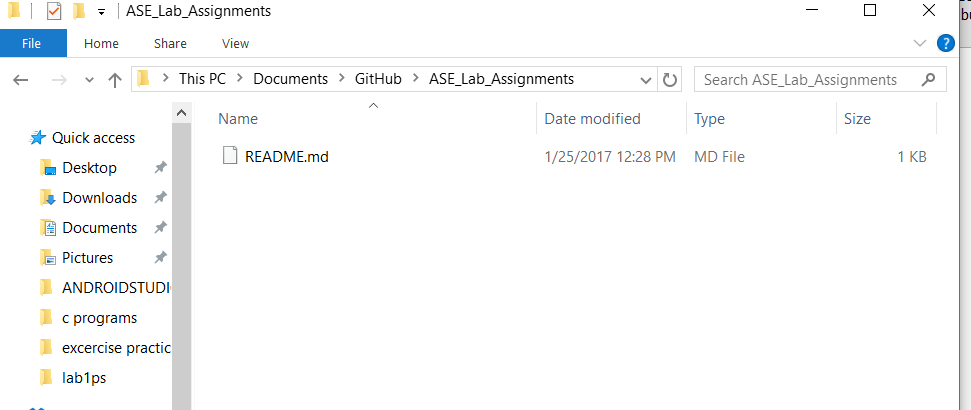 ASE_Lab_Assignments
File Home Share View
This PC > Documents > GitHub > ASE_Lab_Assignments
Search ASE_Lab_Assignments
Name Date modified Type Size
README.md 1/25/2017 12:28 PM MD File 1 KB
Quick access
Desktop
Downloads
Documents
Pictures
ANDROIDSTUDI
c programs
excercise practic
lab1ps